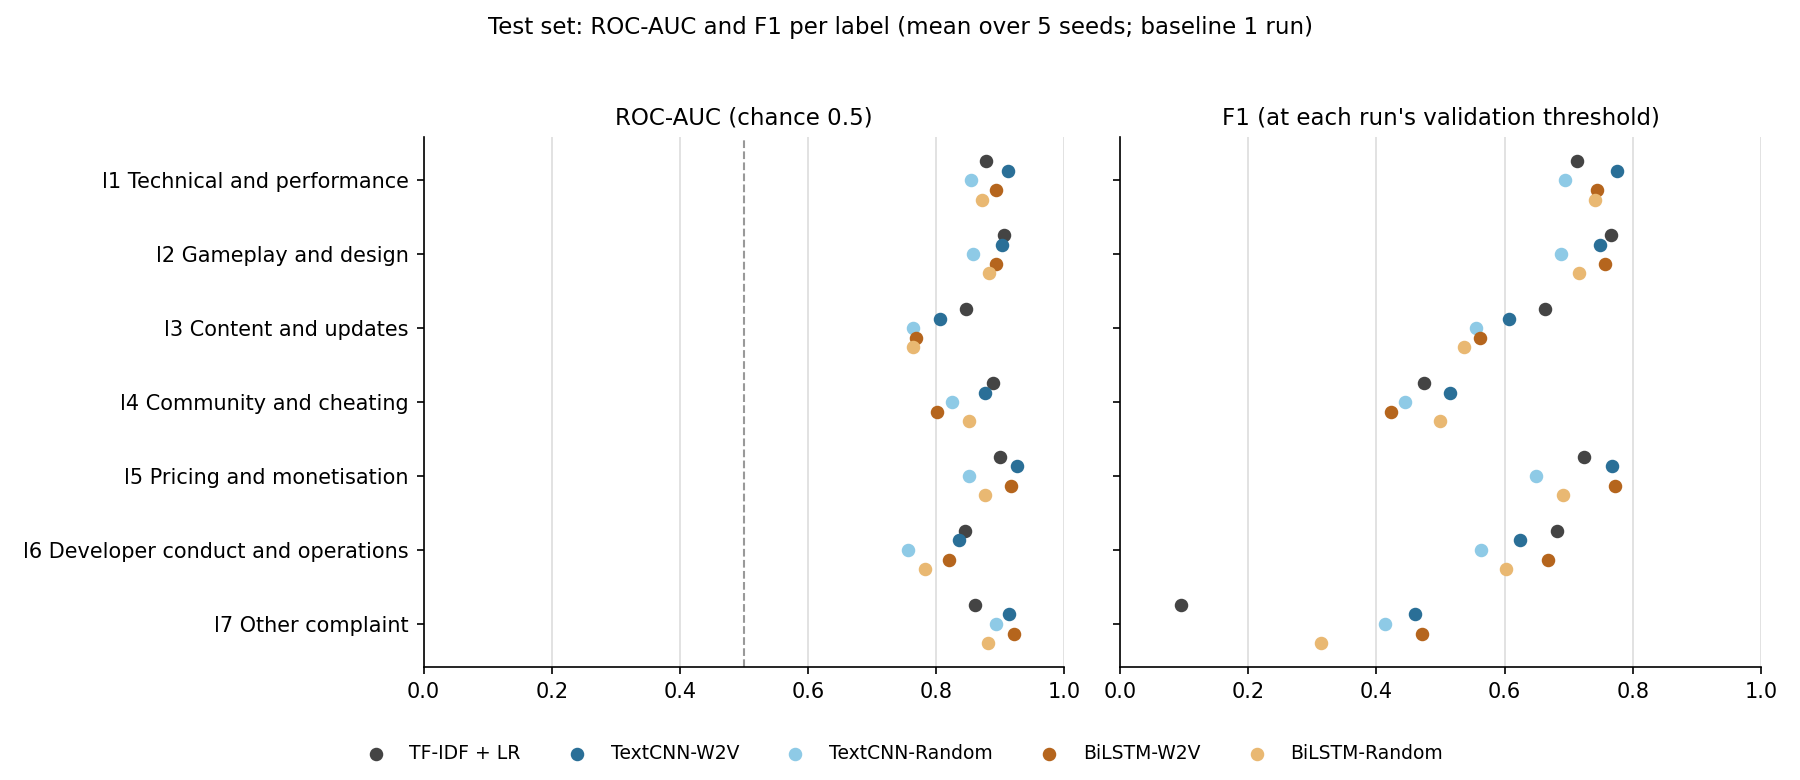 Test set: ROC-AUC and F1 per label (mean over 5 seeds; baseline 1 run)
ROC-AUC (chance 0.5)
F1 (at each run's validation threshold)
I1 Technical and performance
I2 Gameplay and design
I3 Content and updates
I4 Community and cheating
I5 Pricing and monetisation
I6 Developer conduct and operations
I7 Other complaint
0.0 0.2 0.4 0.6 0.8 1.0
0.0 0.2 0.4 0.6 0.8 1.0
TF-IDF + LR TextCNN-W2V TextCNN-Random BiLSTM-W2V BiLSTM-Random